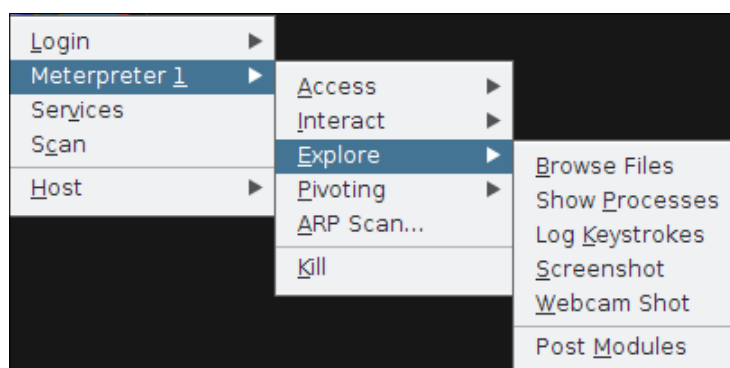 Login
Meterpreter 1
Services
Scan
Host
Access
Interact
Explore
Pivoting
ARP Scan...
Kill
Browse Files
Show Processes
Log Keystrokes
Screenshot
Webcam Shot
Post Modules